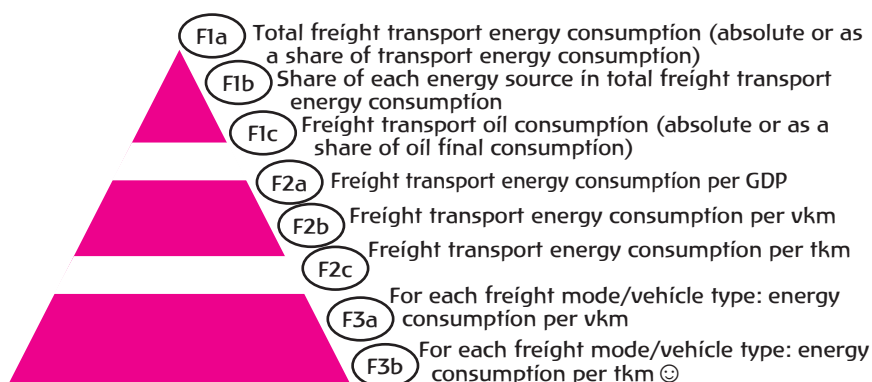 F1a Total freight transport energy consumption (absolute or as
a share of transport energy consumption)
F1b Share of each energy source in total freight transport
energy consumption
F1c Freight transport oil consumption (absolute or as a
share of oil final consumption)
F2a Freight transport energy consumption per GDP
F2b Freight transport energy consumption per vkm
F2c Freight transport energy consumption per tkm
F3a For each freight mode/vehicle type: energy
consumption per vkm
F3b For each freight mode/vehicle type: energy
consumption per tkm ☺